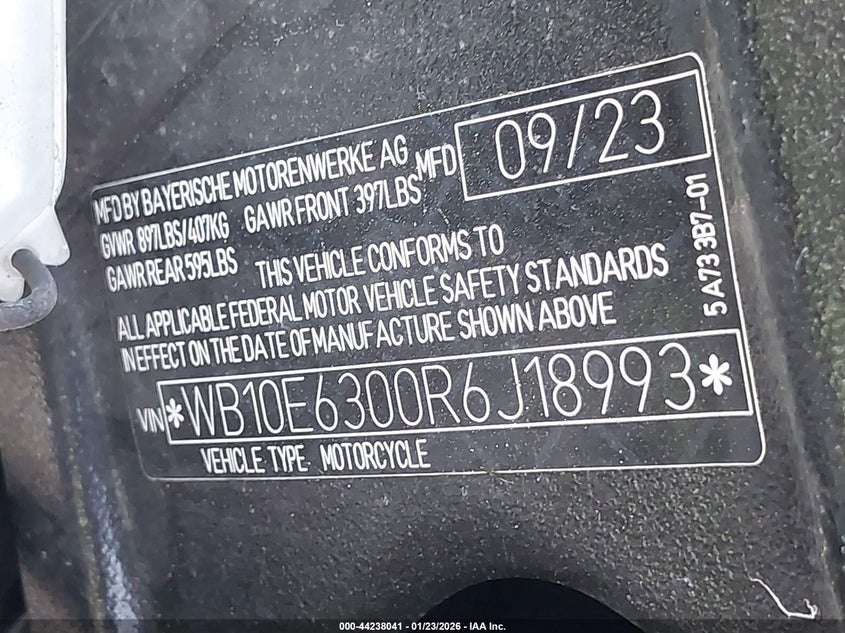 MFD BY BAYERISCHE MOTORENWERKE AG MFD 09/23
GVWR 897LBS/407KG GAWR FRONT 397LBS
GAWR REAR 595LBS THIS VEHICLE CONFORMS TO
ALL APPLICABLE FEDERAL MOTOR VEHICLE SAFETY STANDARDS
IN EFFECT ON THE DATE OF MANUFACTURE SHOWN ABOVE
5 A73 3B7-01
VIN *WB10E6300R6J18993*
VEHICLE TYPE MOTORCYCLE
000-44238041 - 01/23/2026 - IAA Inc.